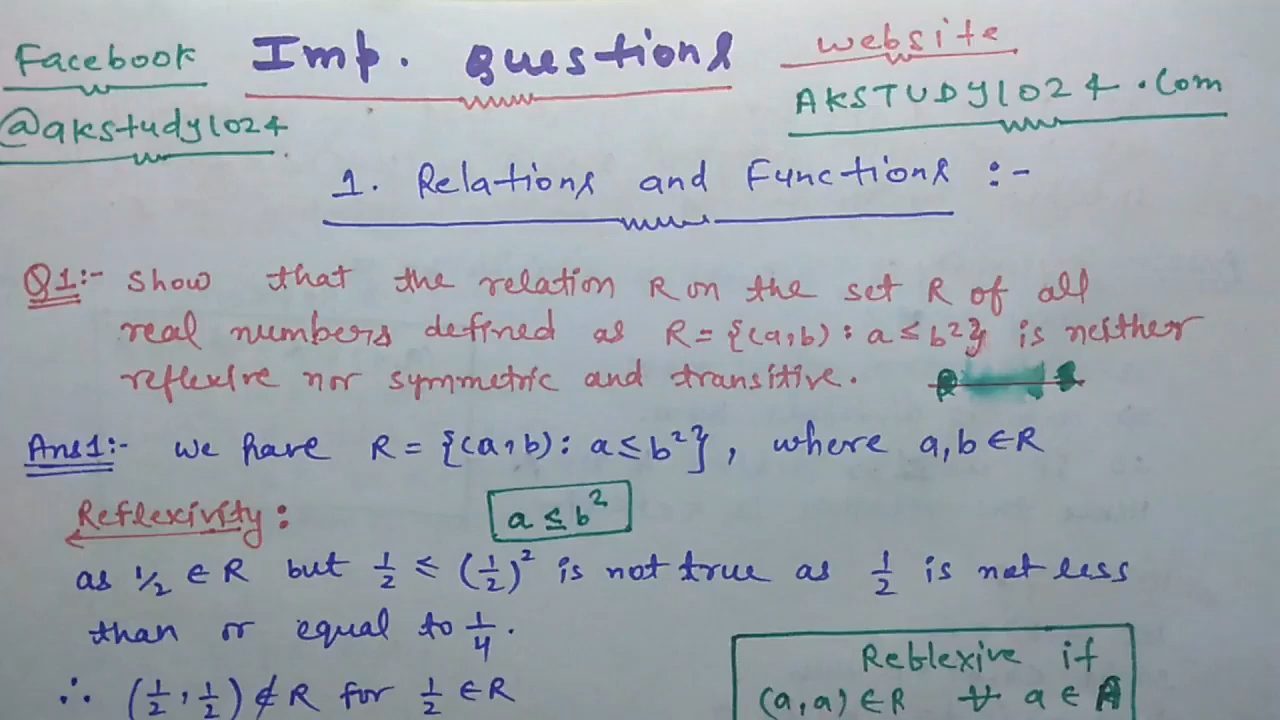 Facebook
@akstudy1024
Imp. Questions
website
AKSTUDY1024.com
1. Relations and Functions :-
Q1:- Show that the relation R on the set R of all
real numbers defined as R = {(a,b) : a ≤ b²} is neither
reflexive nor symmetric and transitive.
Ans1:- We have R = {(a,b) : a ≤ b²}, where a,b ∈ R
Reflexivity :
a ≤ b²
as 1/2 ∈ R but 1/2 ≤ (1/2)² is not true as 1/2 is not less
than or equal to 1/4.
∴ (1/2, 1/2) ∉ R for 1/2 ∈ R
Reflexive if
(a,a) ∈ R ∀ a ∈ A